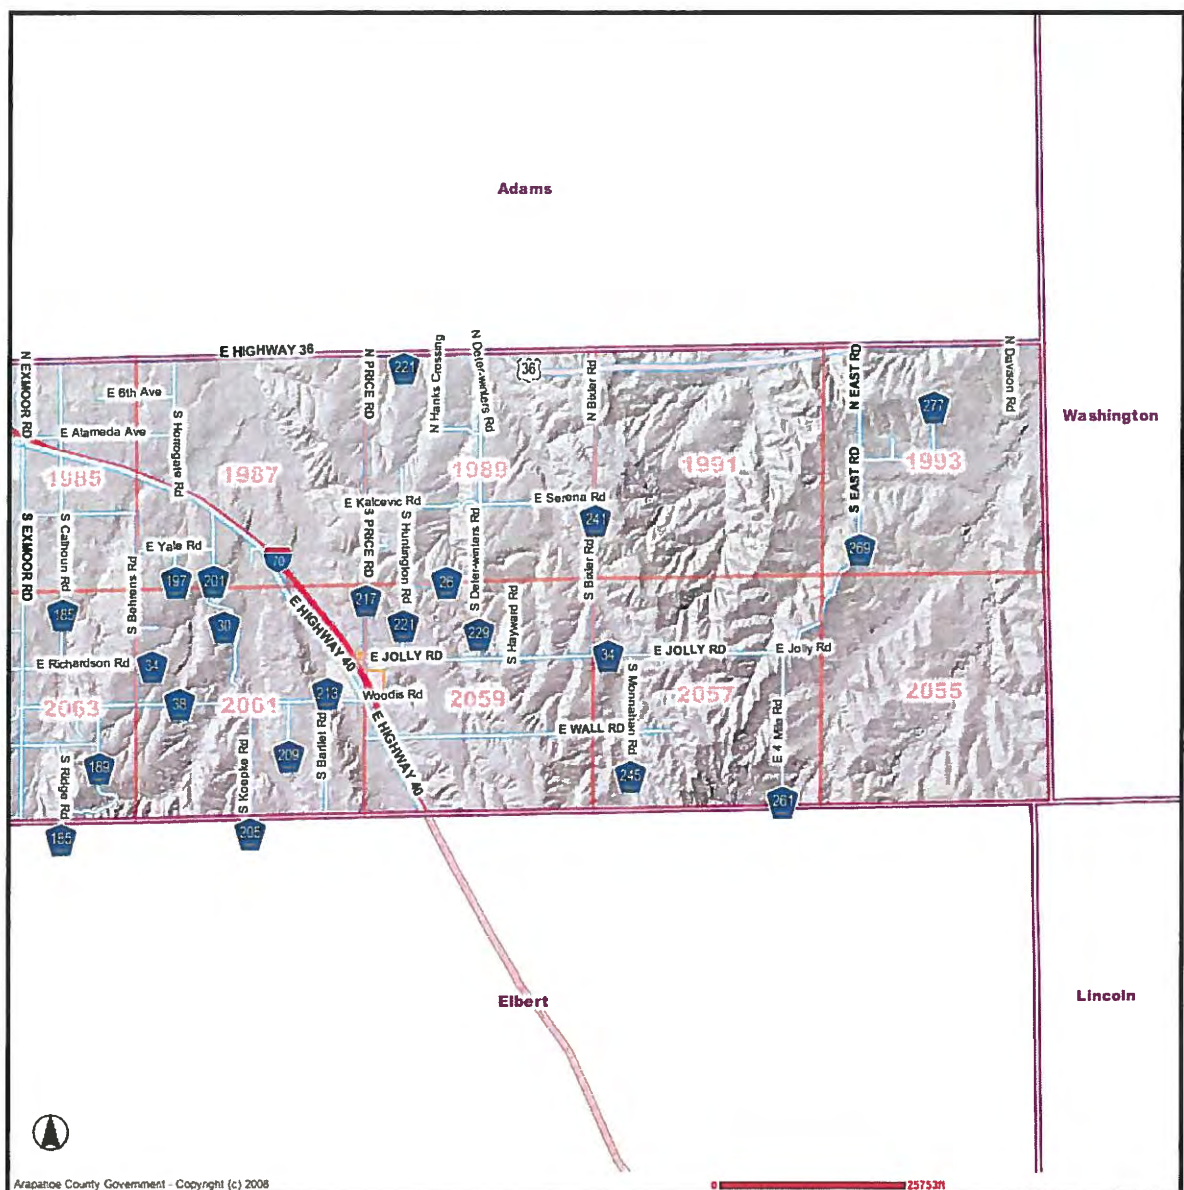 Adams
E HIGHWAY 36
N EXMOOR RD
N PRICE RD
221
N Hanks Crossing
N Deter-winters Rd
36
N Bixler Rd
N EAST RD
N Dawson Rd
E 6th Ave
277
Washington
E Alameda Ave
S Horrogate Rd
1985
1987
1989
1991
1993
S EAST RD
E Kalcevic Rd
E Serena Rd
S EXMOOR RD
S Calhoun Rd
S PRICE RD
S Huntington Rd
S Deter-winters Rd
241
E Yale Rd
S Behrens Rd
70
S Bixler Rd
269
197
201
26
185
30
217
221
229
S Hayward Rd
E HIGHWAY 40
E Richardson Rd
34
E JOLLY RD
34
E JOLLY RD
E Jolly Rd
2063
38
2061
213
Woodis Rd
2059
S Monnahan Rd
2057
2055
E HIGHWAY 40
E WALL RD
E 4 Mile Rd
S Ridge Rd
189
S Koepke Rd
209
S Bartlet Rd
245
261
185
205
Elbert
Lincoln
Arapahoe County Government - Copyright (c) 2008
0
25753ft